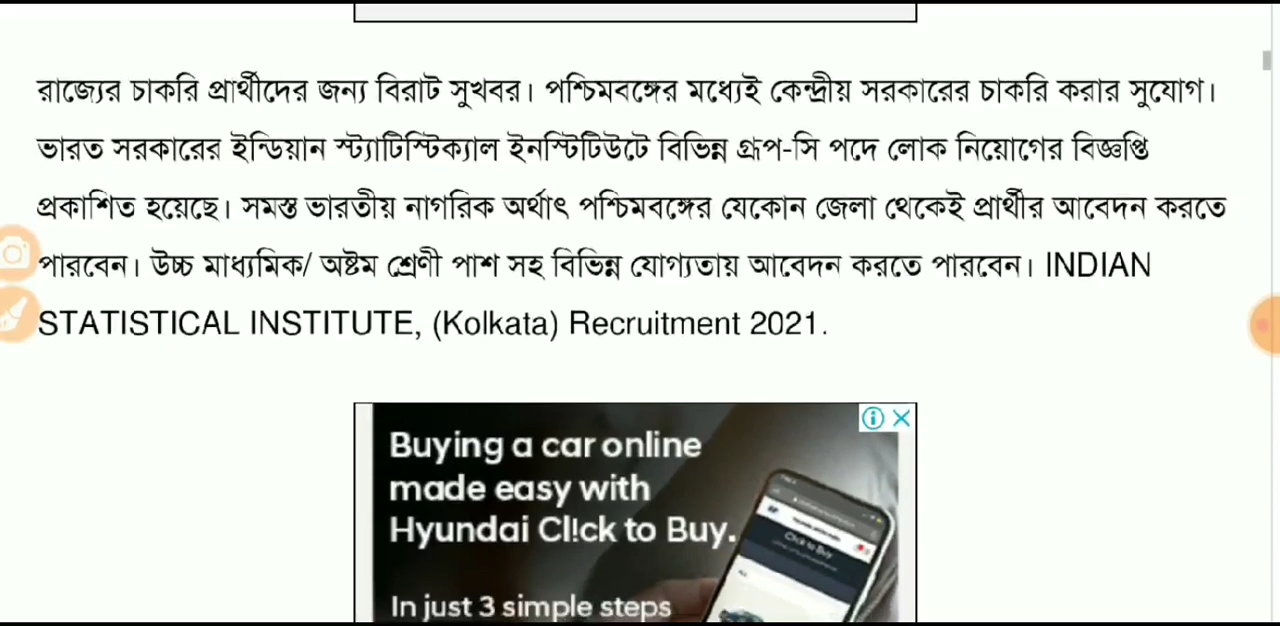 রাজ্যের চাকরি প্রার্থীদের জন্য বিরাট সুখবর। পশ্চিমবঙ্গের মধ্যেই কেন্দ্রীয় সরকারের চাকরি করার সুযোগ।
ভারত সরকারের ইন্ডিয়ান স্ট্যাটিস্টিক্যাল ইনস্টিটিউটে বিভিন্ন গ্রূপ-সি পদে লোক নিয়োগের বিজ্ঞপ্তি
প্রকাশিত হয়েছে। সমস্ত ভারতীয় নাগরিক অর্থাৎ পশ্চিমবঙ্গের যেকোন জেলা থেকেই প্রার্থীর আবেদন করতে
পারবেন। উচ্চ মাধ্যমিক/ অষ্টম শ্রেণী পাশ সহ বিভিন্ন যোগ্যতায় আবেদন করতে পারবেন। INDIAN
STATISTICAL INSTITUTE, (Kolkata) Recruitment 2021.
Buying a car online
made easy with
Hyundai Cl!ck to Buy.
Click to Buy
In just 3 simple steps